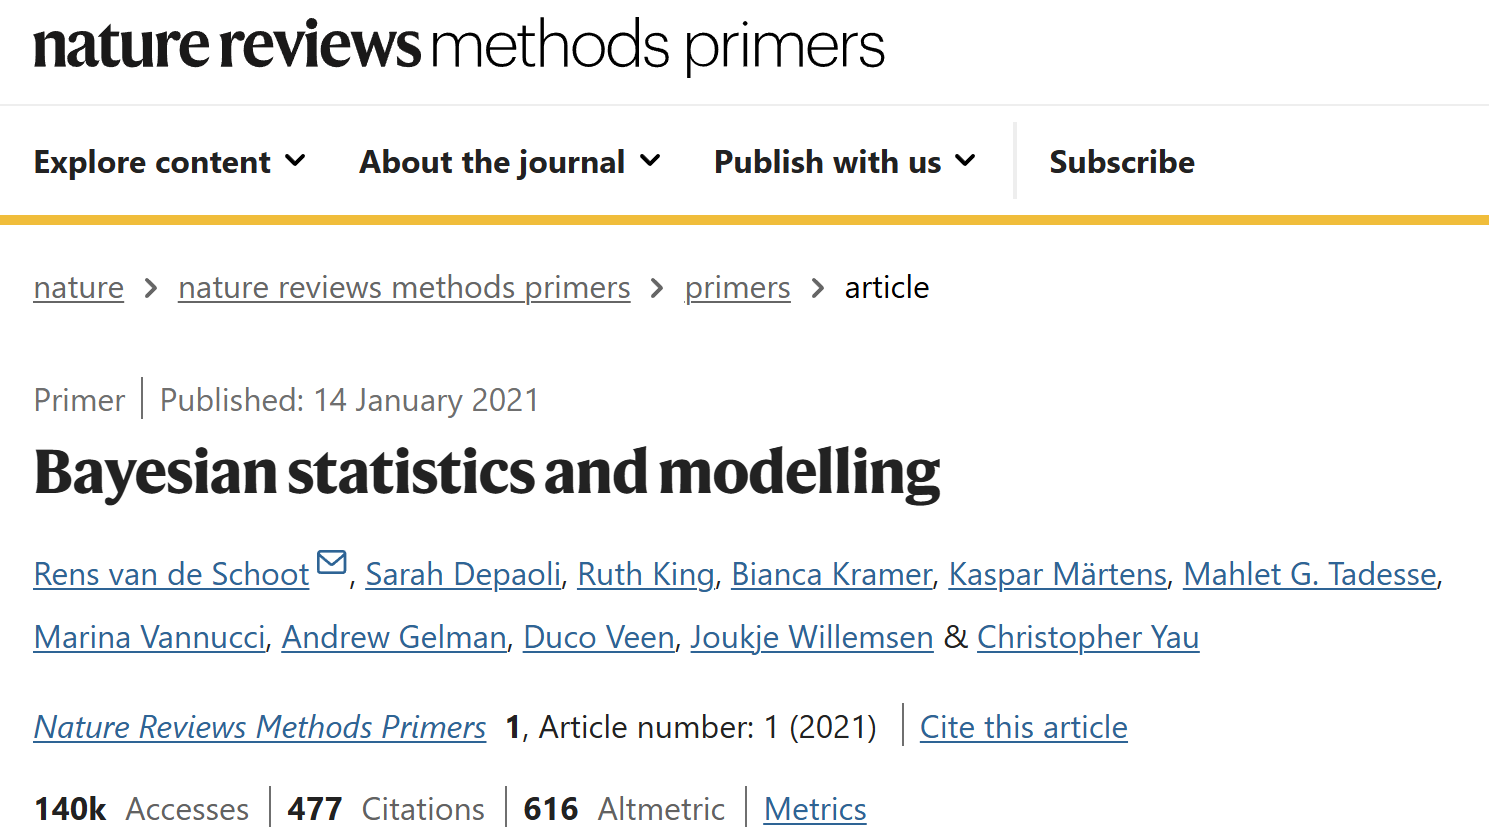 nature reviews methods primers
Explore content About the journal Publish with us Subscribe
nature > nature reviews methods primers > primers > article
Primer | Published: 14 January 2021
Bayesian statistics and modelling
Rens van de Schoot, Sarah Depaoli, Ruth King, Bianca Kramer, Kaspar Märtens, Mahlet G. Tadesse,
Marina Vannucci, Andrew Gelman, Duco Veen, Joukje Willemsen & Christopher Yau
Nature Reviews Methods Primers 1, Article number: 1 (2021) | Cite this article
140k Accesses | 477 Citations | 616 Altmetric | Metrics